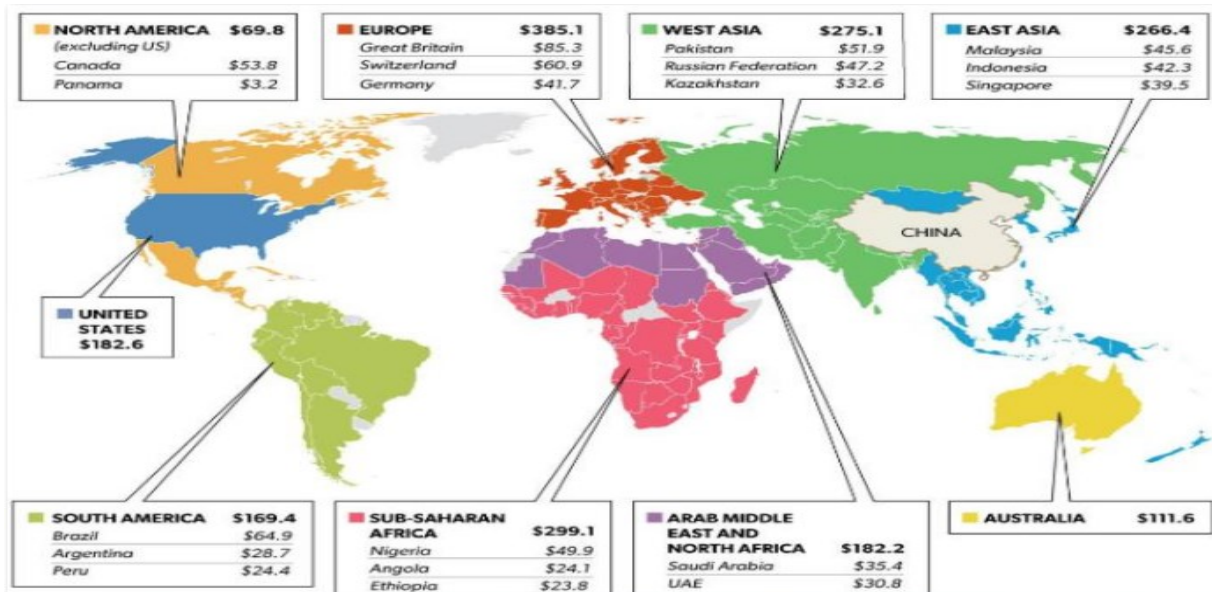 NORTH AMERICA $69.8
(excluding US)
Canada $53.8
Panama $3.2
EUROPE $385.1
Great Britain $85.3
Switzerland $60.9
Germany $41.7
WEST ASIA $275.1
Pakistan $51.9
Russian Federation $47.2
Kazakhstan $32.6
EAST ASIA $266.4
Malaysia $45.6
Indonesia $42.3
Singapore $39.5
CHINA
UNITED
STATES
$182.6
SOUTH AMERICA $169.4
Brazil $64.9
Argentina $28.7
Peru $24.4
SUB-SAHARAN
AFRICA $299.1
Nigeria $49.9
Angola $24.1
Ethiopia $23.8
ARAB MIDDLE
EAST AND
NORTH AFRICA $182.2
Saudi Arabia $35.4
UAE $30.8
AUSTRALIA $111.6